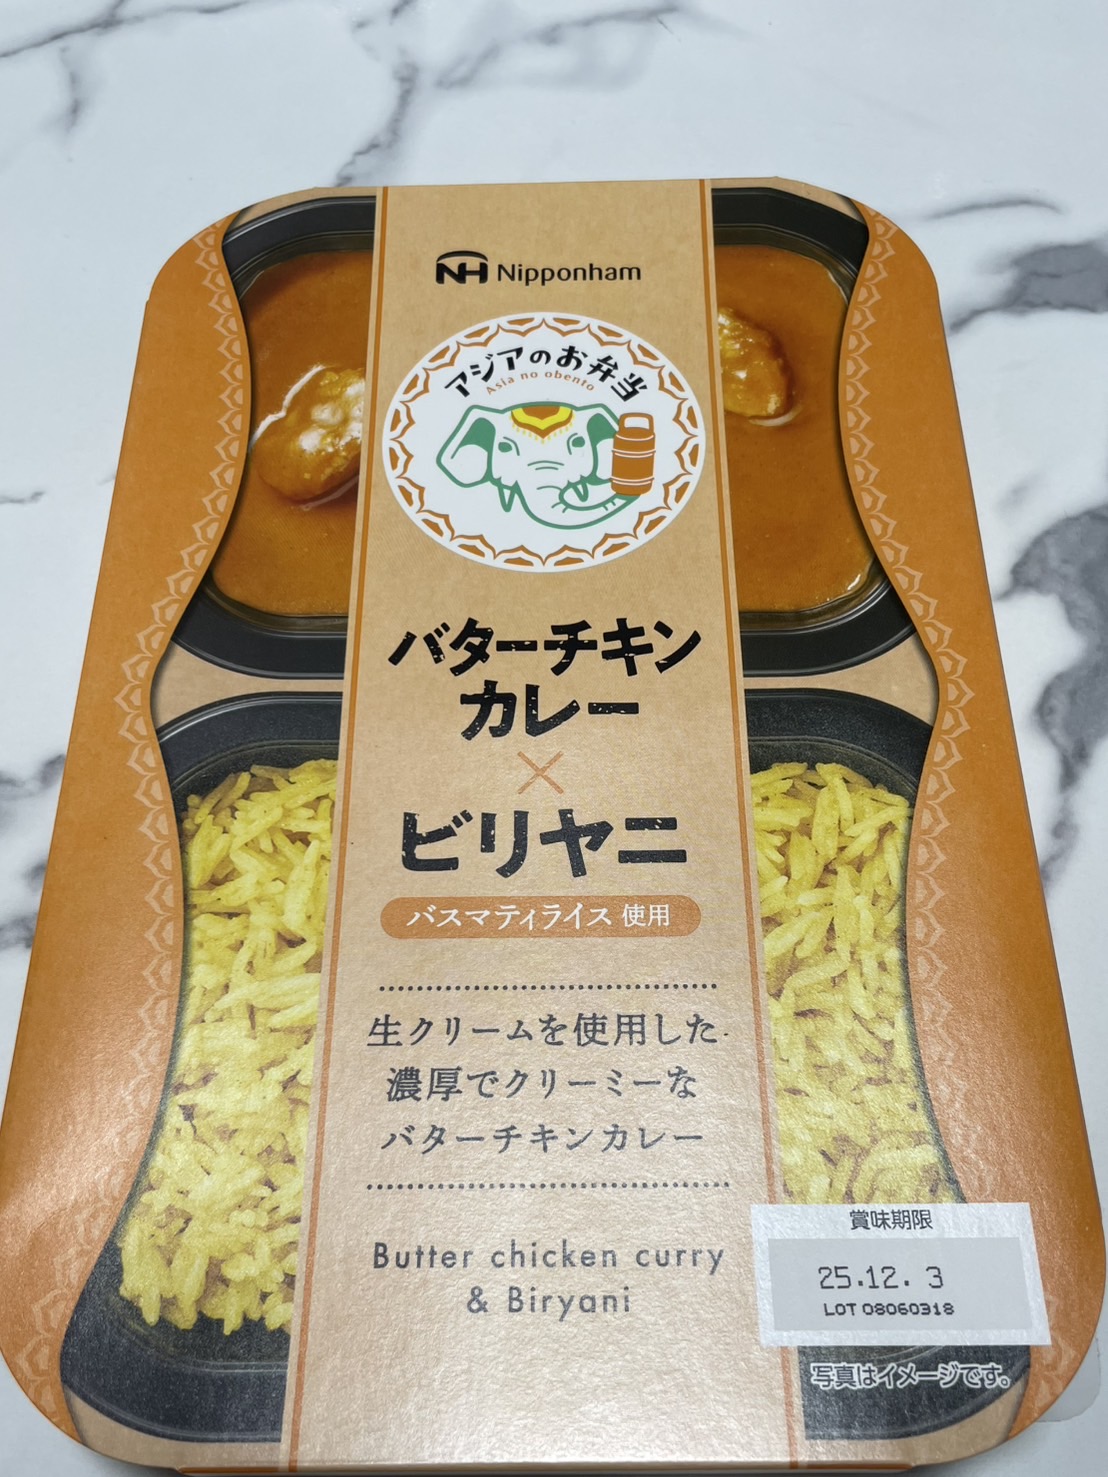 NH Nipponham
アジアのお弁当
Asia no obento
バターチキン
カレー
×
ビリヤニ
バスマティライス 使用
生クリームを使用した
濃厚でクリーミーな
バターチキンカレー
Butter chicken curry
& Biryani
賞味期限
25.12. 3
LOT 08060318
写真はイメージです。